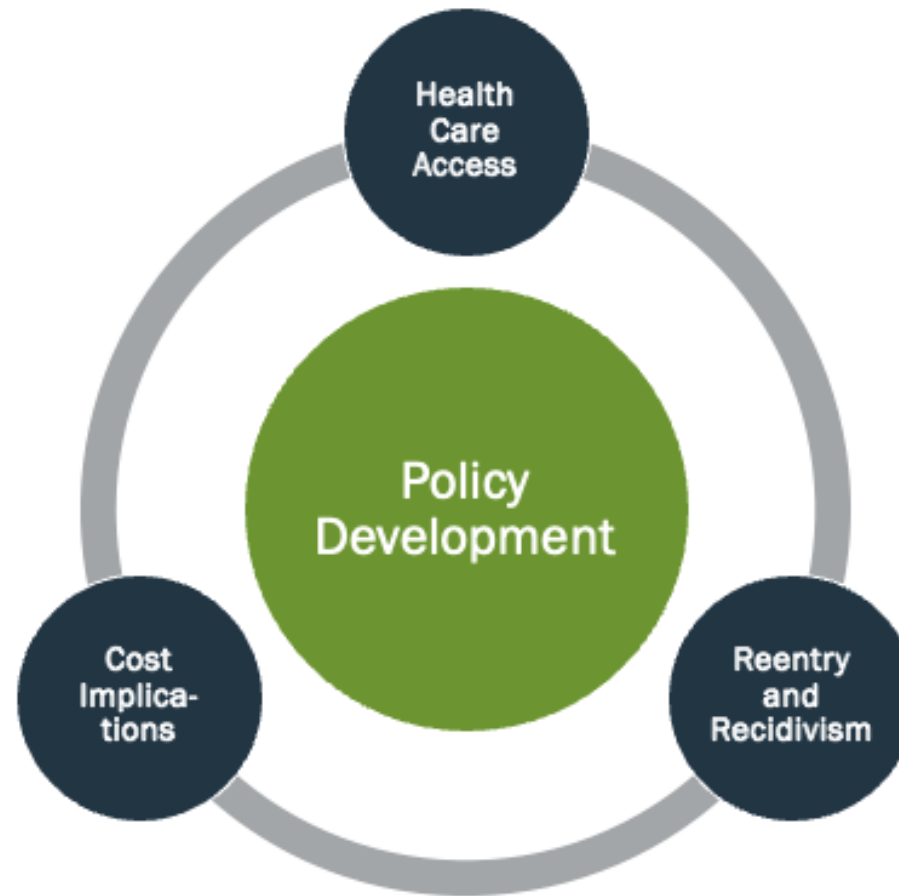 Health
Care
Access
Policy
Development
Cost
Implica-
tions
Reentry
and
Recidivism